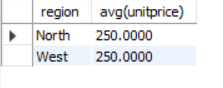 region avg(unitprice)
North 250.0000
West 250.0000